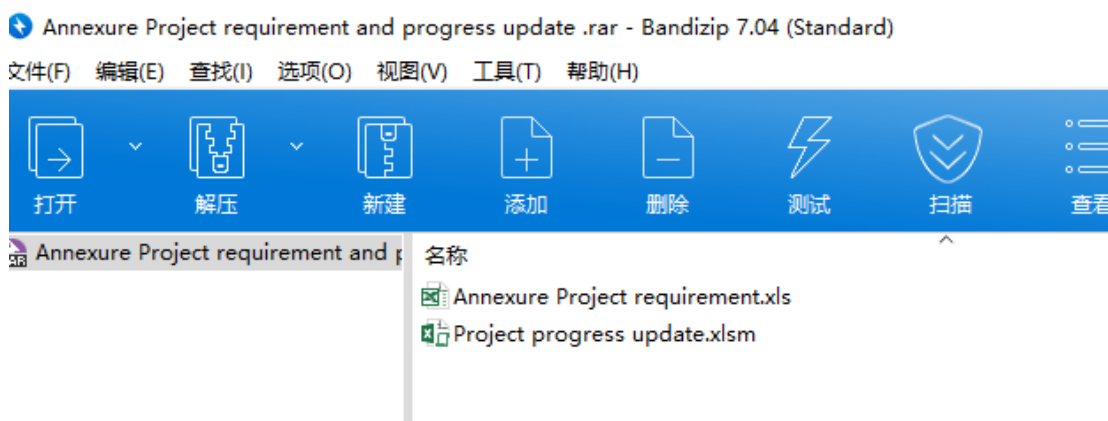 Annexure Project requirement and progress update .rar - Bandizip 7.04 (Standard)
文件(F) 编辑(E) 查找(I) 选项(O) 视图(V) 工具(T) 帮助(H)
打开 解压 新建 添加 删除 测试 扫描 查看
Annexure Project requirement and p 名称
Annexure Project requirement.xls
Project progress update.xlsm